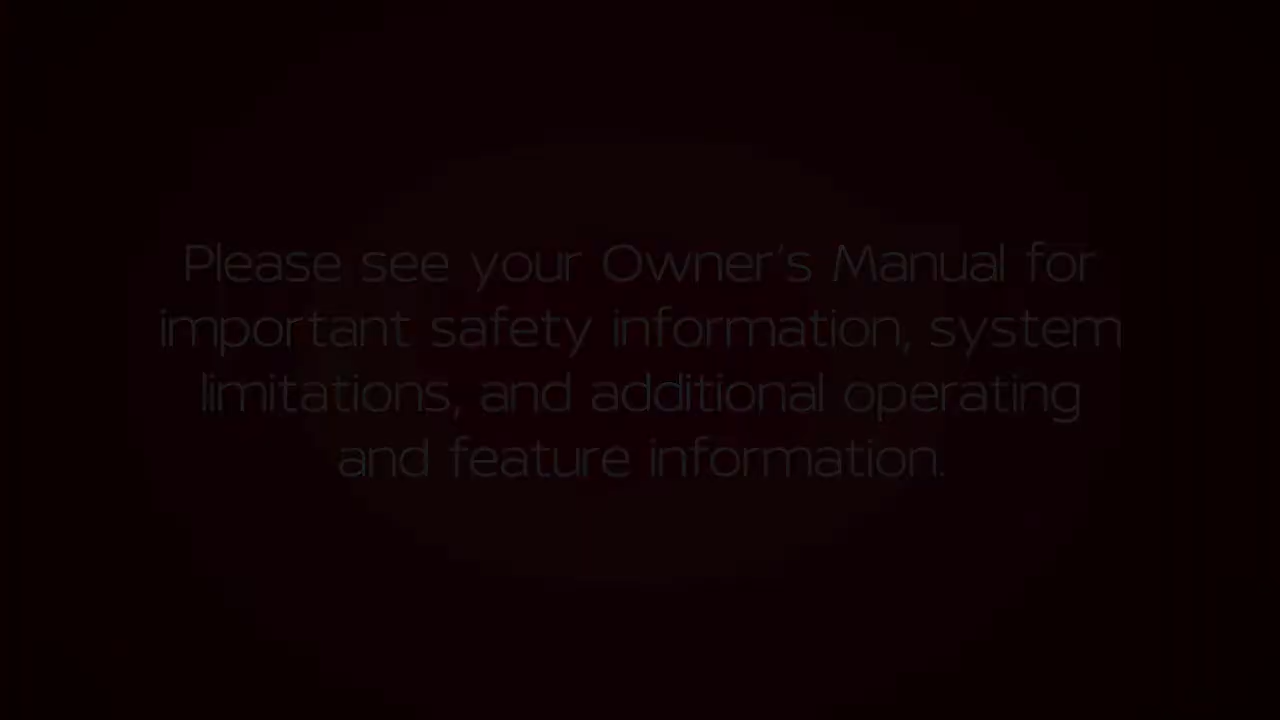 Please see your Owner's Manual for
important safety information, system
limitations, and additional operating
and feature information.